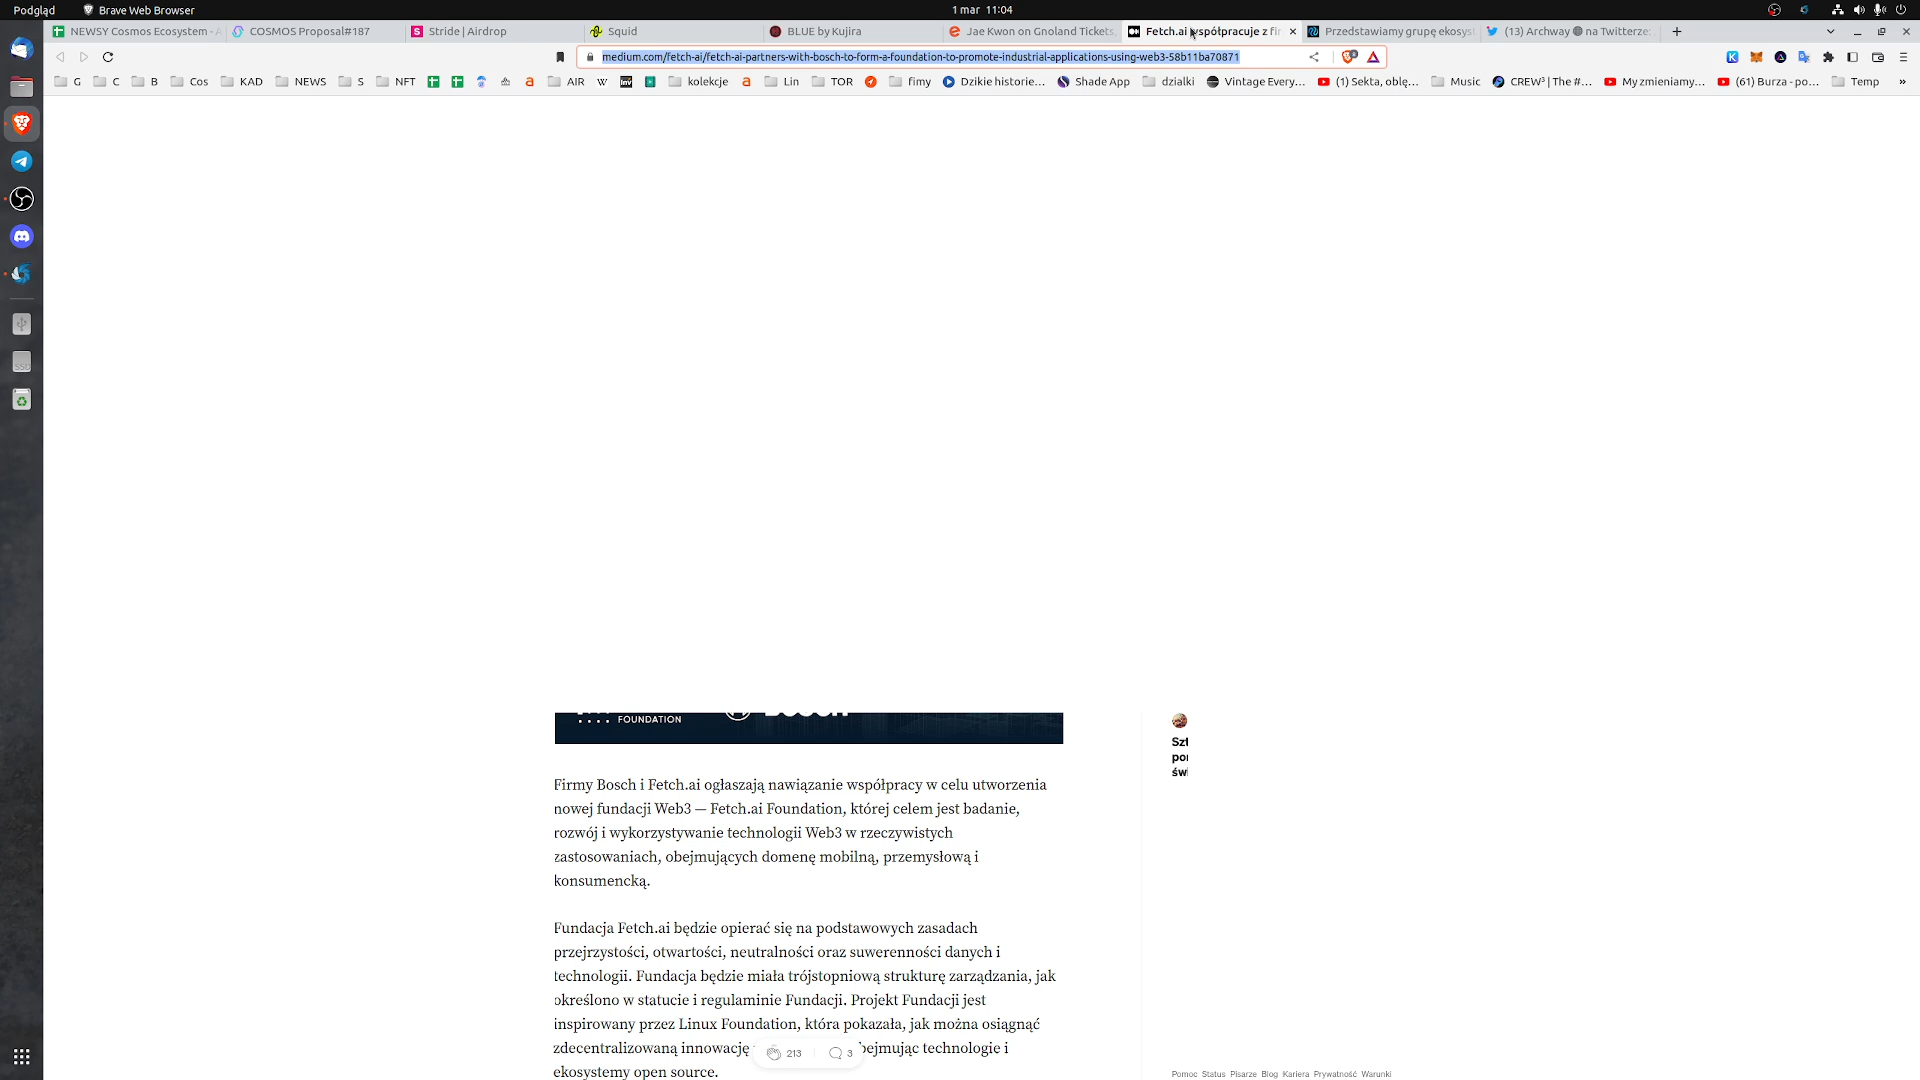 Podgląd
Brave Web Browser
1 mar 11:04
NEWSY Cosmos Ecosystem - A
COSMOS Proposal#187
Stride | Airdrop
Squid
BLUE by Kujira
Jae Kwon on Gnoland Tickets,
Fetch.ai współpracuje z fir
Przedstawiamy grupę ekosys
(13) Archway na Twitterze:
medium.com/fetch-ai/fetch-ai-partners-with-bosch-to-form-a-foundation-to-promote-industrial-applications-using-web3-58b11ba70871
G
C
B
Cos
KAD
NEWS
S
NFT
AIR
kolekcje
Lin
TOR
fimy
Dzikie historie...
dzialki
Shade App
Vintage Every...
(1) Sekta, oblę...
Music
CREW³ | The #...
My zmieniamy...
(61) Burza - po...
Temp
FOUNDATION
Firmy Bosch i Fetch.ai ogłaszają nawiązanie współpracy w celu utworzenia
nowej fundacji Web3 — Fetch.ai Foundation, której celem jest badanie,
rozwój i wykorzystywanie technologii Web3 w rzeczywistych
zastosowaniach, obejmujących domenę mobilną, przemysłową i
konsumencką.
Fundacja Fetch.ai będzie opierać się na podstawowych zasadach
przejrzystości, otwartości, neutralności oraz suwerenności danych i
technologii. Fundacja będzie miała trójstopniową strukturę zarządzania, jak
określono w statucie i regulaminie Fundacji. Projekt Fundacji jest
inspirowany przez Linux Foundation, która pokazała, jak można osiągnąć
zdecentralizowaną innowację bejmując technologie i
ekosystemy open source.
213
3
Szt
por
świ
Pomoc Status Pisarze Blog Kariera Prywatność Warunki